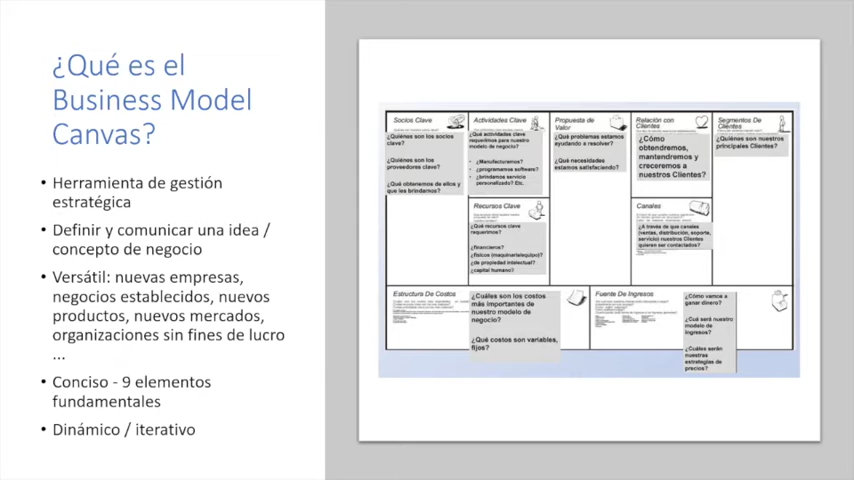 ¿Qué es el
Business Model
Canvas?
• Herramienta de gestión
estratégica
• Definir y comunicar una idea /
concepto de negocio
• Versátil: nuevas empresas,
negocios establecidos, nuevos
productos, nuevos mercados,
organizaciones sin fines de lucro
...
• Conciso - 9 elementos
fundamentales
• Dinámico / iterativo
Socios Clave
¿Quiénes son los socios
clave?
¿Quiénes son los
proveedores clave?
¿Qué obtenemos de ellos y
que les brindamos?
Actividades Clave
¿Qué actividades clave
requerimos para nuestro
modelo de negocio?
• ¿Manufacturamos?
• ¿programemos software?
• ¿brindamos servicio
personalizado? Etc.
Recursos Clave
¿Qué recursos clave
requerimos?
¿financieros?
¿físicos (maquinaria/equipo)?
¿de propiedad intelectual?
¿capital humano?
Propuesta de
Valor
¿Qué problemas estamos
ayudando a resolver?
¿Qué necesidades
estamos satisfaciendo?
Relación con
Clientes
¿Cómo
obtendremos,
mantendremos y
creceremos a
nuestros Clientes?
Canales
¿A través de que canales
(ventas, distribución, soporte,
servicio) nuestros Clientes
quieren ser contactados?
Segmentos De
Clientes
¿Quiénes son nuestros
principales Clientes?
Estructura De Costos
¿Cuáles son los costos
más importantes de
nuestro modelo de
negocio?
¿Qué costos son variables,
fijos?
Fuente De Ingresos
¿Cómo vamos a
ganar dinero?
¿Cuál será nuestro
modelo de
ingresos?
¿Cuáles serán
nuestras
estrategias de
precios?